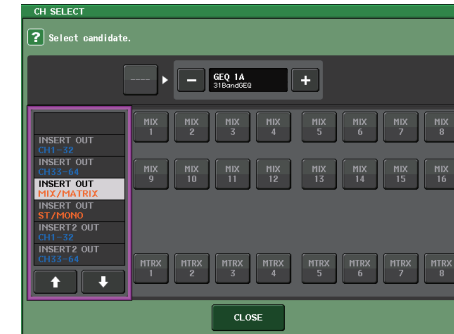 CH SELECT
? Select candidate.
----
− GEQ 1A +
31BandGEQ
INSERT OUT
CH1-32
INSERT OUT
CH33-64
INSERT OUT
MIX/MATRIX
INSERT OUT
ST/MONO
INSERT2 OUT
CH1-32
INSERT2 OUT
CH33-64
MIX 1 MIX 2 MIX 3 MIX 4 MIX 5 MIX 6 MIX 7 MIX 8
MIX 9 MIX 10 MIX 11 MIX 12 MIX 13 MIX 14 MIX 15 MIX 16
MTRX 1 MTRX 2 MTRX 3 MTRX 4 MTRX 5 MTRX 6 MTRX 7 MTRX 8
CLOSE